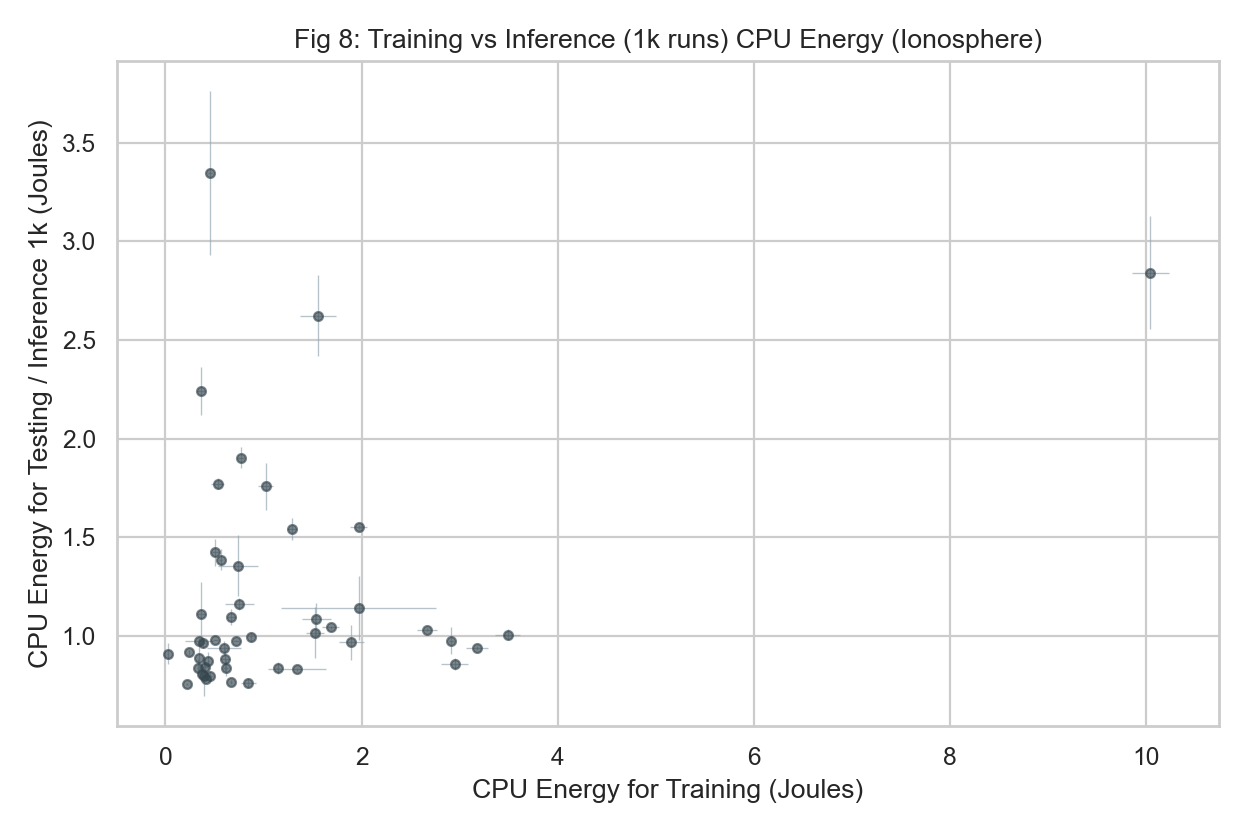 Fig 8: Training vs Inference (1k runs) CPU Energy (Ionosphere)
CPU Energy for Testing / Inference 1k (Joules)
3.5
3.0
2.5
2.0
1.5
1.0
0 2 4 6 8 10
CPU Energy for Training (Joules)